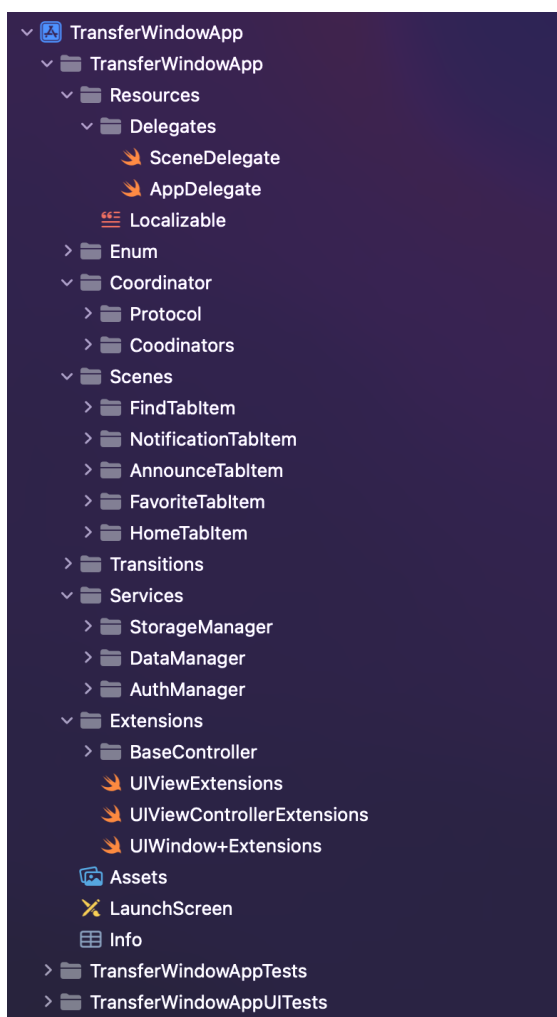 TransferWindowApp
TransferWindowApp
Resources
Delegates
SceneDelegate
AppDelegate
Localizable
Enum
Coordinator
Protocol
Coodinators
Scenes
FindTabItem
NotificationTabItem
AnnounceTabItem
FavoriteTabItem
HomeTabItem
Transitions
Services
StorageManager
DataManager
AuthManager
Extensions
BaseController
UIViewExtensions
UIViewControllerExtensions
UIWindow+Extensions
Assets
LaunchScreen
Info
TransferWindowAppTests
TransferWindowAppUITests